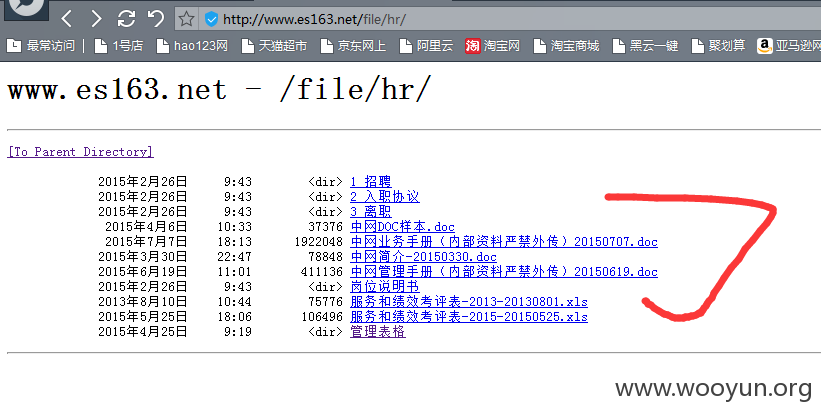 http://www.es163.net/file/hr/
最常访问 1号店 hao123网 天猫超市 京东网上 阿里云 淘宝网 淘宝商城 黑云一键 聚划算 亚马逊网
www.es163.net - /file/hr/
[To Parent Directory]
2015年2月26日 9:43 <dir> 1 招聘
2015年2月26日 9:43 <dir> 2 入职协议
2015年2月26日 9:43 <dir> 3 离职
2015年4月6日 10:33 37376 中网DOC样本.doc
2015年7月7日 18:13 1922048 中网业务手册（内部资料严禁外传）20150707.doc
2015年3月30日 22:47 78848 中网简介-20150330.doc
2015年6月19日 11:01 411136 中网管理手册（内部资料严禁外传）20150619.doc
2015年2月26日 9:43 <dir> 岗位说明书
2013年8月10日 10:44 75776 服务和绩效考评表-2013-20130801.xls
2015年5月25日 18:06 106496 服务和绩效考评表-2015-20150525.xls
2015年4月25日 9:19 <dir> 管理表格
www.wooyun.org